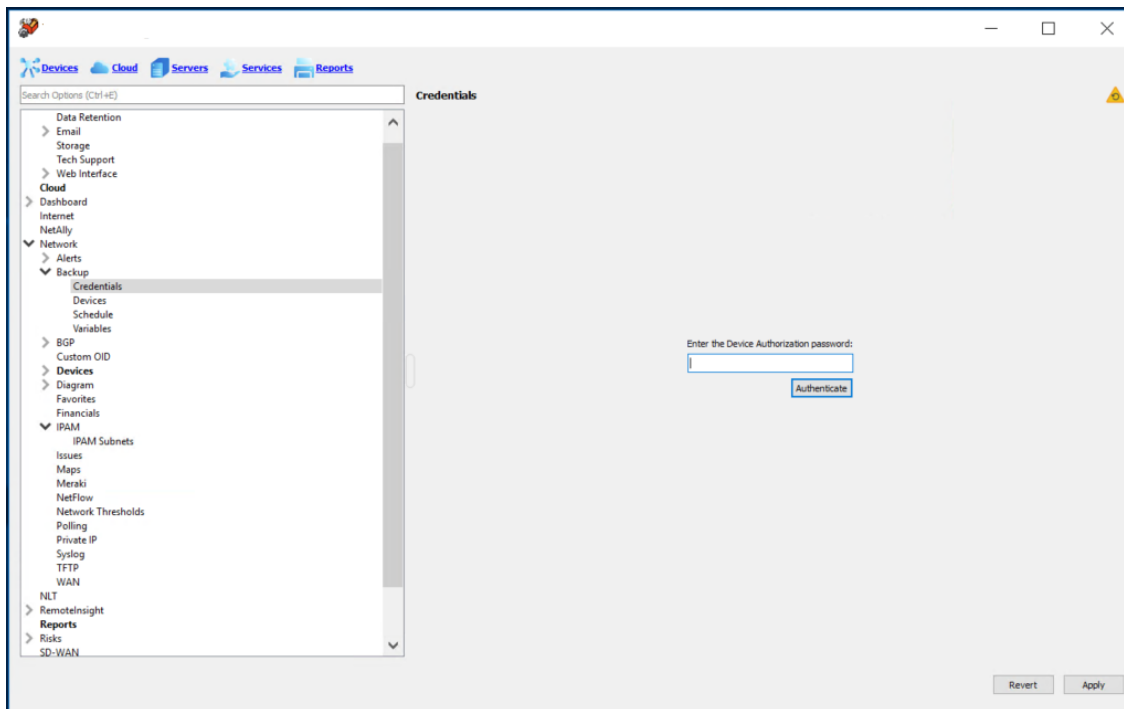 Devices Cloud Servers Services Reports
Search Options (Ctrl+E)
Credentials
Data Retention
Email
Storage
Tech Support
Web Interface
Cloud
Dashboard
Internet
NetAlly
Network
Alerts
Backup
Credentials
Devices
Schedule
Variables
BGP
Custom OID
Devices
Diagram
Favorites
Financials
IPAM
IPAM Subnets
Issues
Maps
Meraki
NetFlow
Network Thresholds
Polling
Private IP
Syslog
TFTP
WAN
NLT
RemoteInsight
Reports
Risks
SD-WAN
Enter the Device Authorization password:
Authenticate
Revert Apply